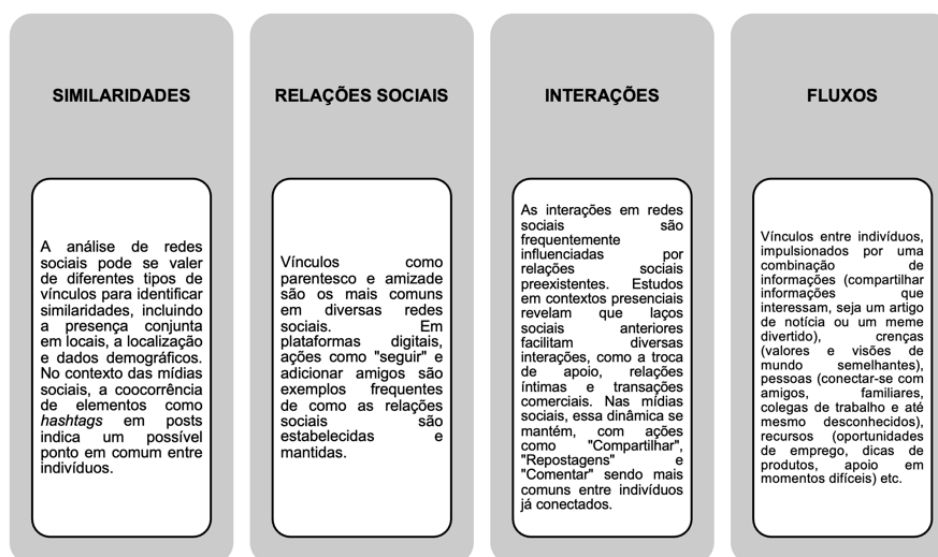 SIMILARIDADES
A análise de redes
sociais pode se valer
de diferentes tipos de
vínculos para identificar
similaridades, incluindo
a presença conjunta
em locais, a localização
e dados demográficos.
No contexto das mídias
sociais, a coocorrência
de elementos como
hashtags em posts
indica um possível
ponto em comum entre
indivíduos.
RELAÇÕES SOCIAIS
Vínculos como
parentesco e amizade
são os mais comuns
em diversas redes
sociais. Em
plataformas digitais,
ações como "seguir" e
adicionar amigos são
exemplos frequentes
de como as relações
sociais são
estabelecidas e
mantidas.
INTERAÇÕES
As interações em redes
sociais são
frequentemente
influenciadas por
relações sociais
preexistentes. Estudos
em contextos presenciais
revelam que laços
sociais anteriores
facilitam diversas
interações, como a troca
de apoio, relações
íntimas e transações
comerciais. Nas mídias
sociais, essa dinâmica se
mantém, com ações
como "Compartilhar",
"Repostagens" e
"Comentar" sendo mais
comuns entre indivíduos
já conectados.
FLUXOS
Vínculos entre indivíduos,
impulsionados por uma
combinação de
informações (compartilhar
informações que
interessam, seja um artigo
de notícia ou um meme
divertido), crenças
(valores e visões de
mundo semelhantes),
pessoas (conectar-se com
amigos, familiares,
colegas de trabalho e até
mesmo desconhecidos),
recursos (oportunidades
de emprego, dicas de
produtos, apoio em
momentos difíceis) etc.